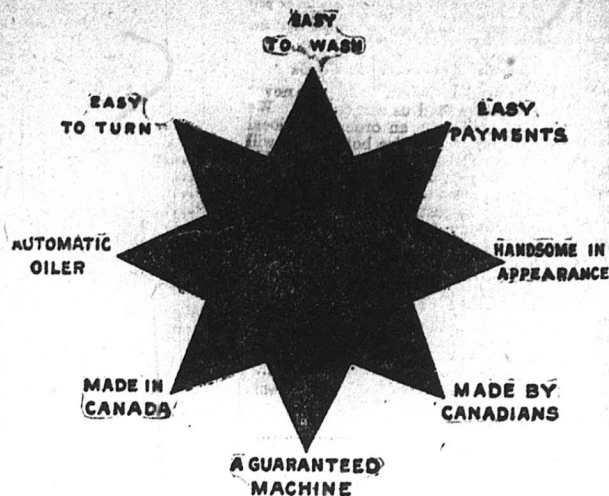 EASY
TO WASH
EASY
TO TURN
EASY
PAYMENTS
AUTOMATIC
OILER
HANDSOME IN
APPEARANCE
MADE IN
CANADA
MADE BY
CANADIANS
A GUARANTEED
MACHINE